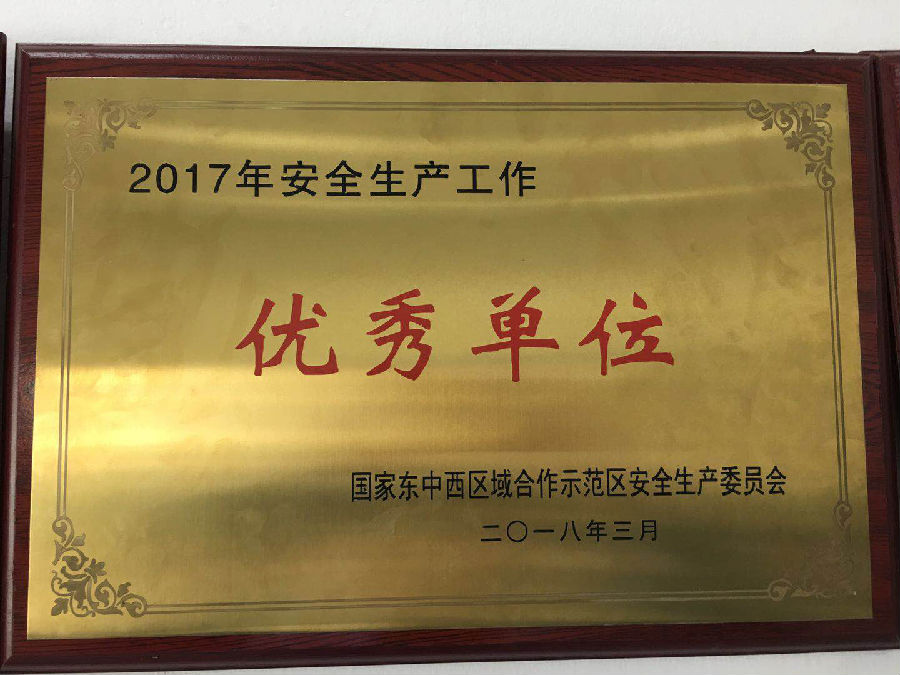 2017年安全生产工作
优秀单位
国家东中西区域合作示范区安全生产委员会
二〇一八年三月